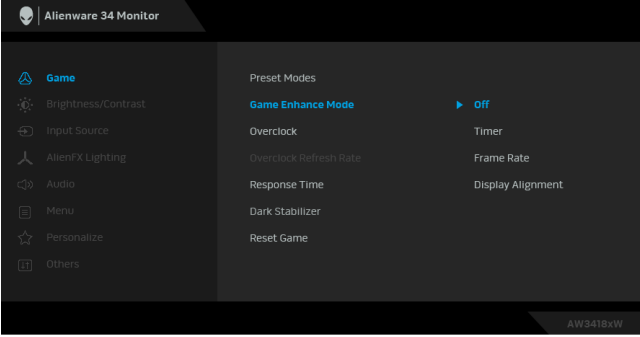 Alienware 34 Monitor
Game
Brightness/Contrast
Input Source
AlienFX Lighting
Audio
Menu
Personalize
Others
Preset Modes
Game Enhance Mode
Overclock
Overclock Refresh Rate
Response Time
Dark Stabilizer
Reset Game
Off
Timer
Frame Rate
Display Alignment
AW3418xW